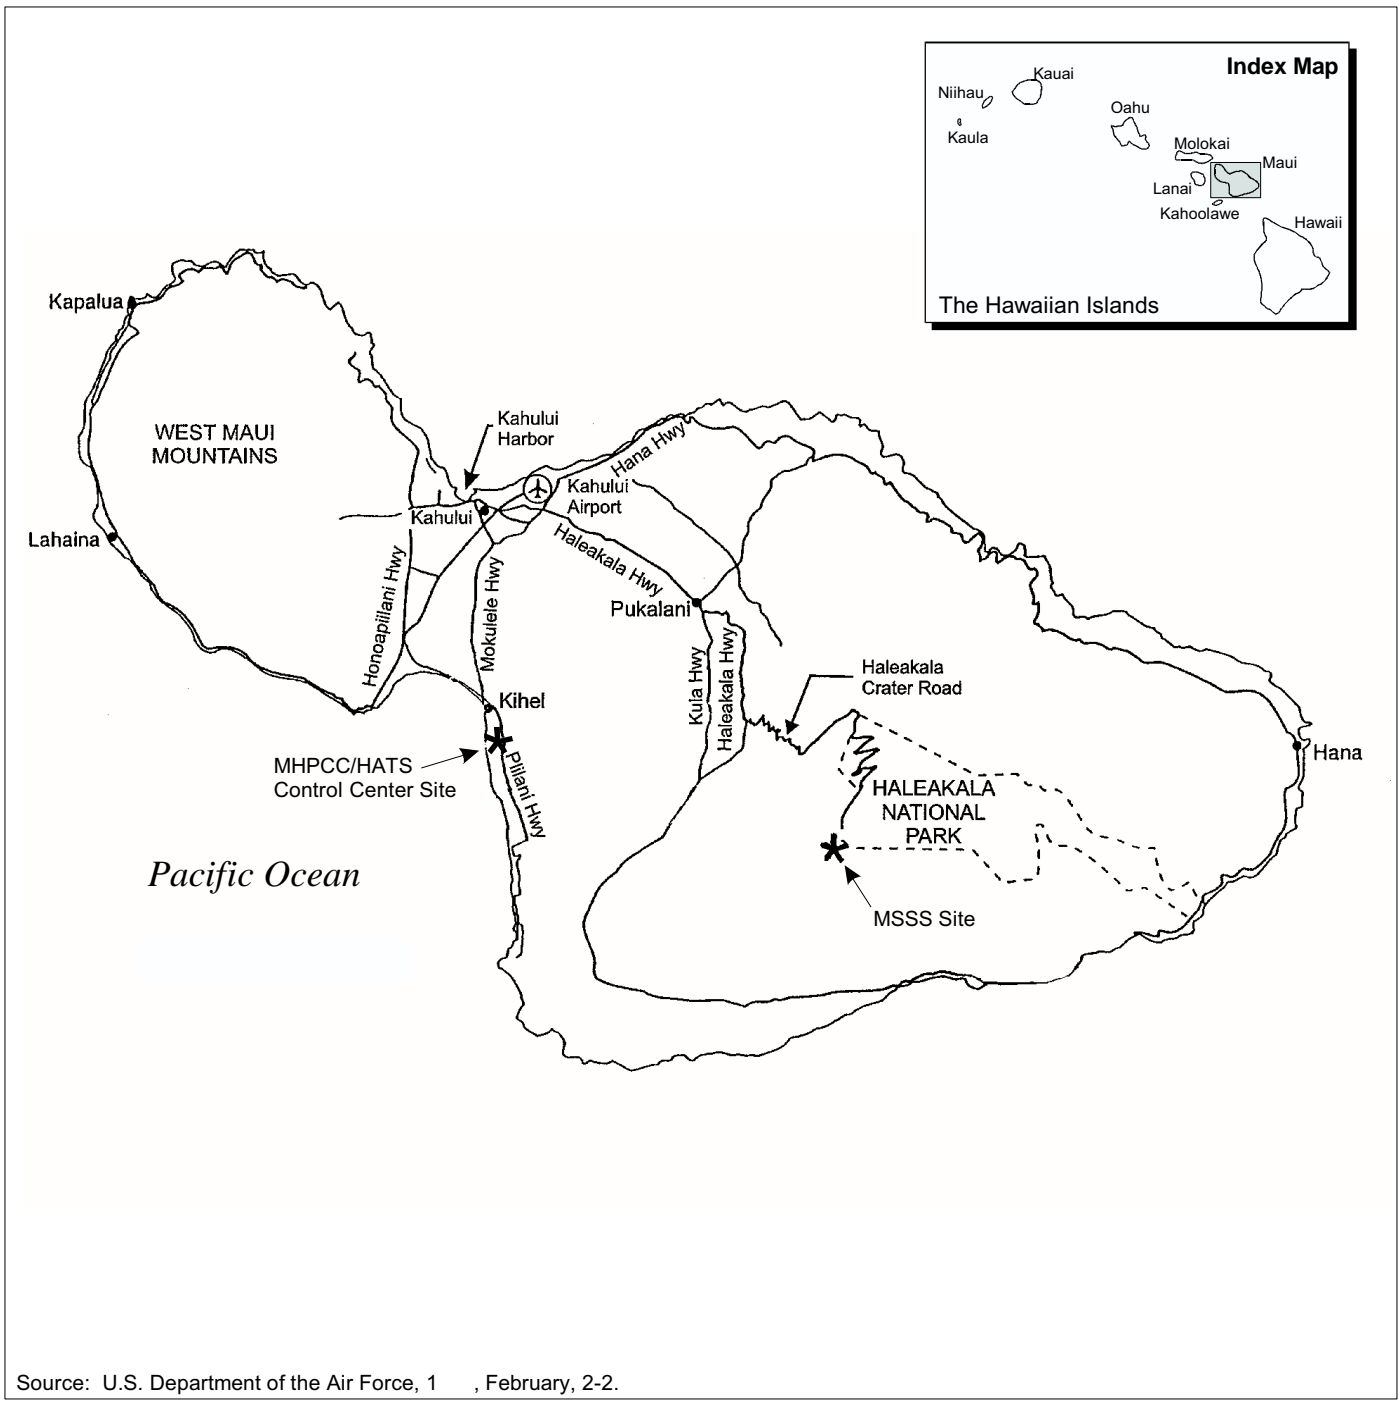 Index Map
Kauai
Niihau
Kaula
Oahu
Molokai
Maui
Lanai
Kahoolawe
Hawaii
The Hawaiian Islands
Kapalua
WEST MAUI
MOUNTAINS
Lahaina
Kahului
Harbor
Hana Hwy
Kahului
Airport
Kahului
Haleakala Hwy
Honoapiilani Hwy
Mokulele Hwy
Pukalani
Kula Hwy
Haleakala Hwy
Haleakala
Crater Road
Kihel
MHPCC/HATS
Control Center Site
Plilani Hwy
Hana
HALEAKALA
NATIONAL
PARK
MSSS Site
Pacific Ocean
Source: U.S. Department of the Air Force, 1 , February, 2-2.